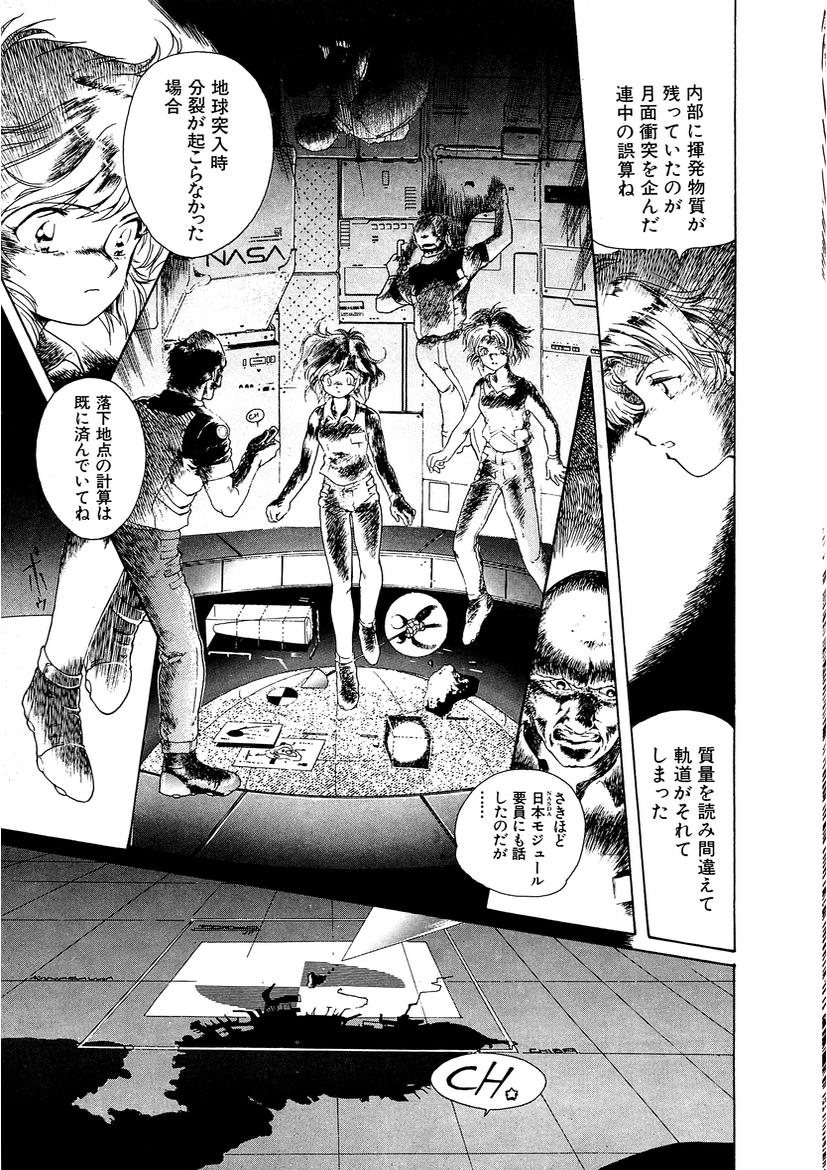 内部に揮発物質が
残っていたのが
月面衝突を企んだ
連中の誤算ね
質量を読み間違えて
軌道がそれて
しまった
さきほど
日本モジュール
NASDA
要員にも話
したのだが
……
地球突入時
分裂が起こらなかった
場合
NASA
CH
落下地点の計算は
既に済んでいてね
CH